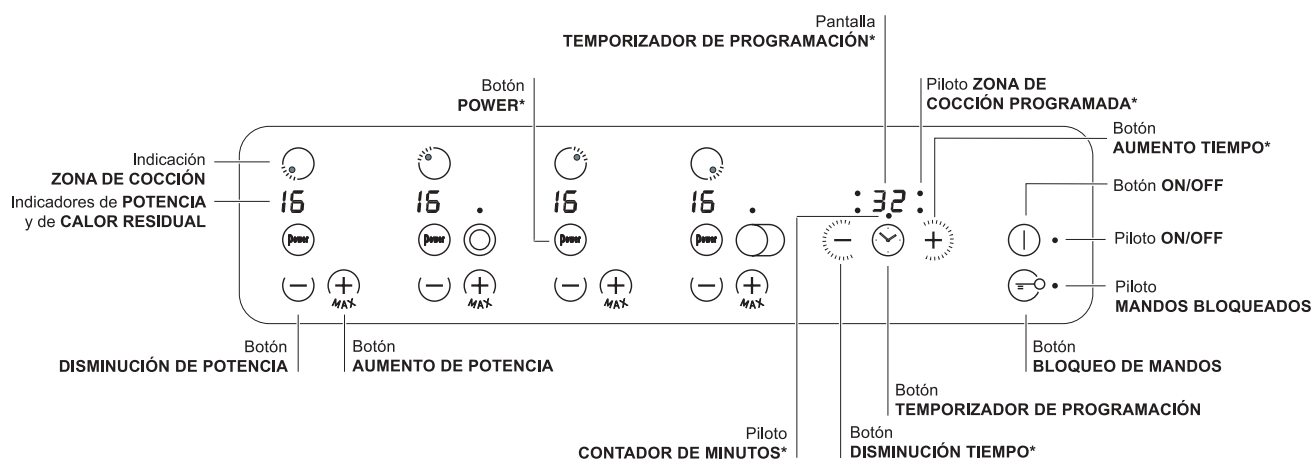 Pantalla
TEMPORIZADOR DE PROGRAMACIÓN*
Botón
POWER*
Piloto ZONA DE
COCCIÓN PROGRAMADA*
Botón
AUMENTO TIEMPO*
Indicación
ZONA DE COCCIÓN
Indicadores de POTENCIA
y de CALOR RESIDUAL
16 16 16 16 32
Power Power Power Power
MAX MAX MAX MAX
Botón ON/OFF
Piloto ON/OFF
Piloto
MANDOS BLOQUEADOS
Botón
DISMINUCIÓN DE POTENCIA
Botón
AUMENTO DE POTENCIA
Botón
BLOQUEO DE MANDOS
Botón
TEMPORIZADOR DE PROGRAMACIÓN
Piloto
CONTADOR DE MINUTOS*
Botón
DISMINUCIÓN TIEMPO*